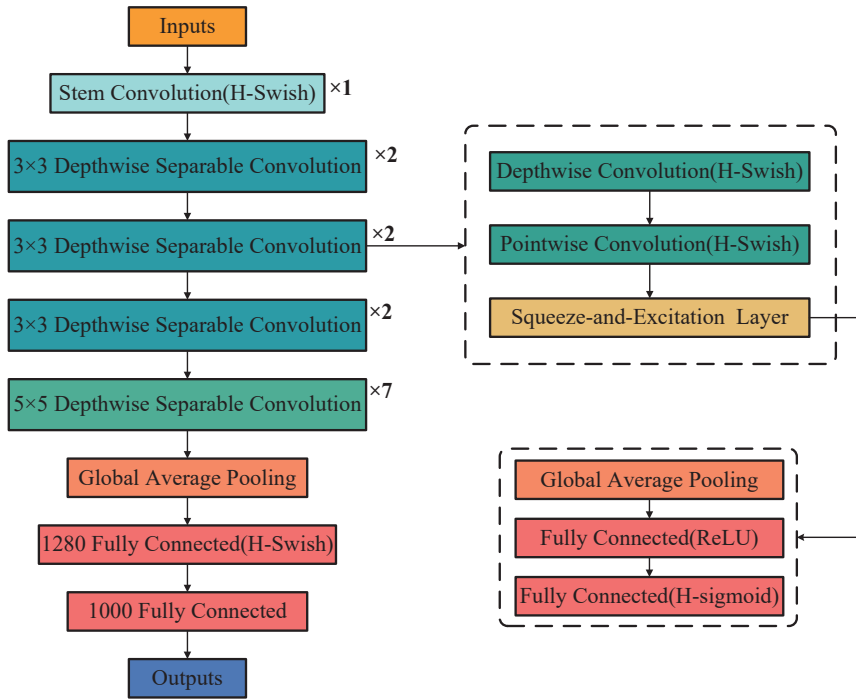 Inputs
Stem Convolution(H-Swish)
×1
3×3 Depthwise Separable Convolution
×2
3×3 Depthwise Separable Convolution
×2
3×3 Depthwise Separable Convolution
×2
5×5 Depthwise Separable Convolution
×7
Global Average Pooling
1280 Fully Connected(H-Swish)
1000 Fully Connected
Outputs
Depthwise Convolution(H-Swish)
Pointwise Convolution(H-Swish)
Squeeze-and-Excitation Layer
Global Average Pooling
Fully Connected(ReLU)
Fully Connected(H-sigmoid)